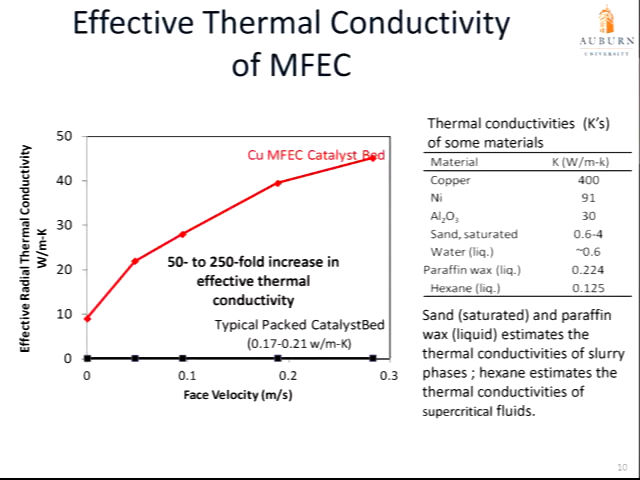 Effective Thermal Conductivity
of MFEC
AUBURN
UNIVERSITY
Effective Radial Thermal Conductivity
W/m-K
50
40
30
20
10
0
Cu MFEC Catalyst Bed
50- to 250-fold increase in
effective thermal
conductivity
Typical Packed CatalystBed
(0.17-0.21 w/m-K)
0
0.1
0.2
0.3
Face Velocity (m/s)
Thermal conductivities (K's)
of some materials
Material K (W/m-k)
Copper 400
Ni 91
Al₂O₃ 30
Sand, saturated 0.6-4
Water (liq.) ~0.6
Paraffin wax (liq.) 0.224
Hexane (liq.) 0.125
Sand (saturated) and paraffin
wax (liquid) estimates the
thermal conductivities of slurry
phases ; hexane estimates the
thermal conductivities of
supercritical fluids.
10